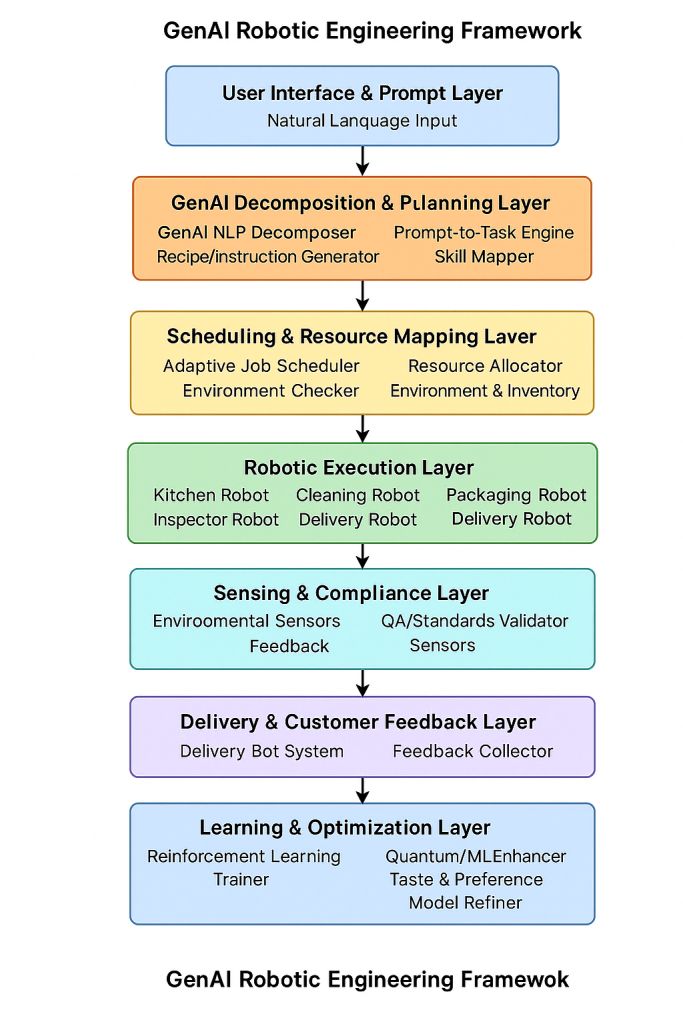 GenAI Robotic Engineering Framework
User Interface & Prompt Layer
Natural Lanquage Input
GenAI Decomposition & Pɩlanning Layer
GenAI NLP Decomposer Prompt-to-Task Engine
Recipe/instruction Generator Skill Mapper
Scheduling & Resource Mapping Laver
Adaptive Job Scheduler Resource Allocator
Environment Checker Environment & Inventory
Robotic Execution Layer
Kitchen Robot Cleaning Robot Packaging Robot
Inspector Robot Delivery Robot Delivery Robot
Sensing & Compliance Layer
Enviroomental Sensors QA/Standards Validator
Feedback Sensors
Delivery & Customer Feedback Layer
Delivery Bot System Feedback Collector
Learning & Optimization Layer
Reinforcement Learning Quantum/MLEnhancer
Trainer Taste & Preference
Model Refiner
GenAI Robotic Engineering Framewok